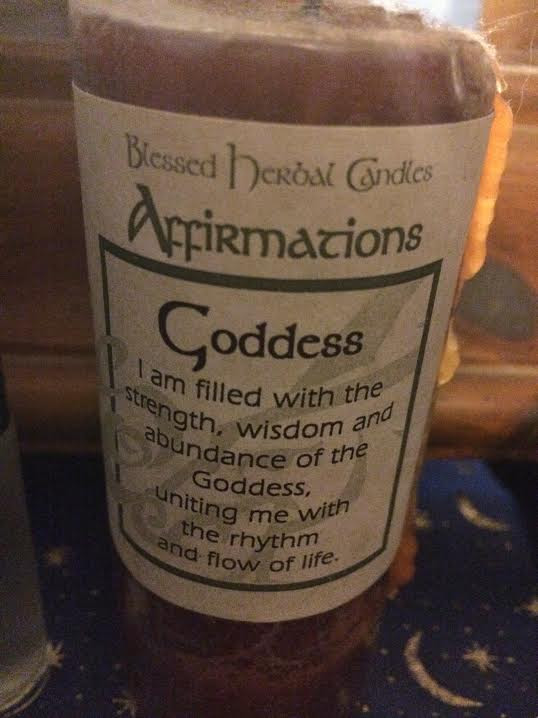 Blessed Herbal Candles
Affirmations
Goddess
I am filled with the
strength, wisdom and
abundance of the
Goddess,
uniting me with
the rhythm
and flow of life.